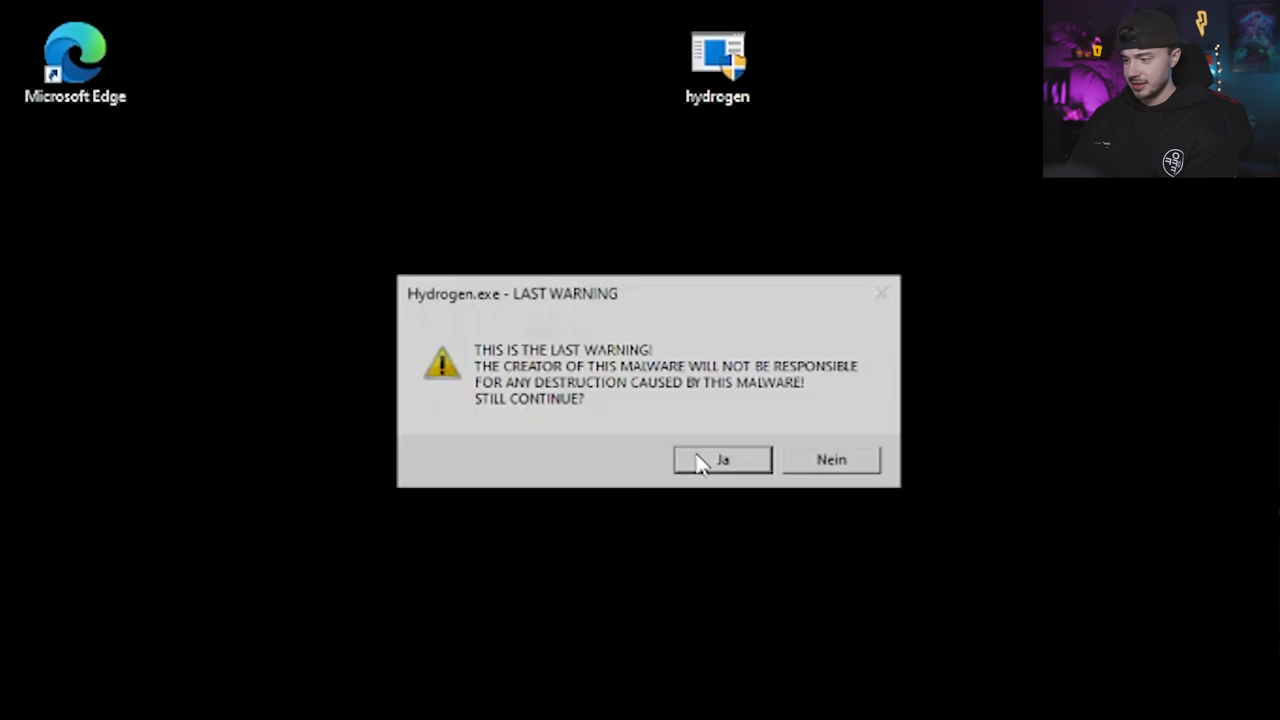 Microsoft Edge
hydrogen
Hydrogen.exe - LAST WARNING
THIS IS THE LAST WARNING!
THE CREATOR OF THIS MALWARE WILL NOT BE RESPONSIBLE
FOR ANY DESTRUCTION CAUSED BY THIS MALWARE!
STILL CONTINUE?
Ja
Nein